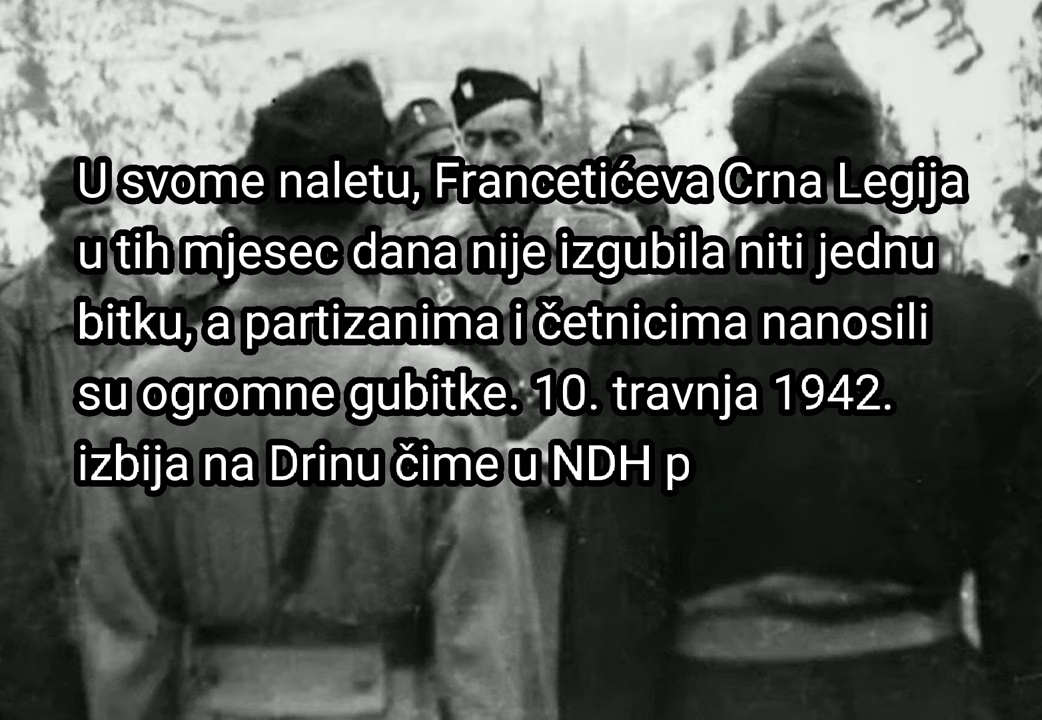 U svome naletu, Francetićeva Crna Legija
u tih mjesec dana nije izgubila niti jednu
bitku, a partizanima i četnicima nanosili
su ogromne gubitke. 10. travnja 1942.
izbija na Drinu čime u NDH p